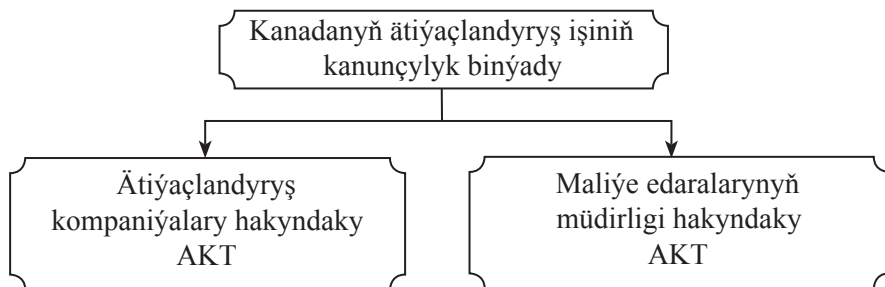 Kanadanyň ätiýaçlandyryş işiniň
kanunçylyk binýady
Ätiýaçlandyryş
kompaniýalary hakyndaky
AKT
Maliýe edaralarynyň
müdirligi hakyndaky
AKT